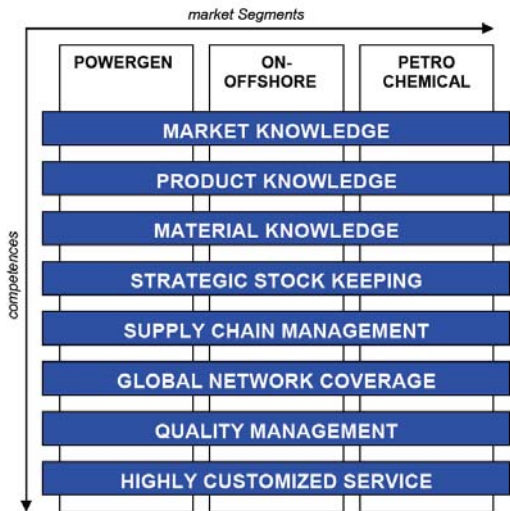 market Segments
POWERGEN
ON-
OFFSHORE
PETRO
CHEMICAL
competences
MARKET KNOWLEDGE
PRODUCT KNOWLEDGE
MATERIAL KNOWLEDGE
STRATEGIC STOCK KEEPING
SUPPLY CHAIN MANAGEMENT
GLOBAL NETWORK COVERAGE
QUALITY MANAGEMENT
HIGHLY CUSTOMIZED SERVICE